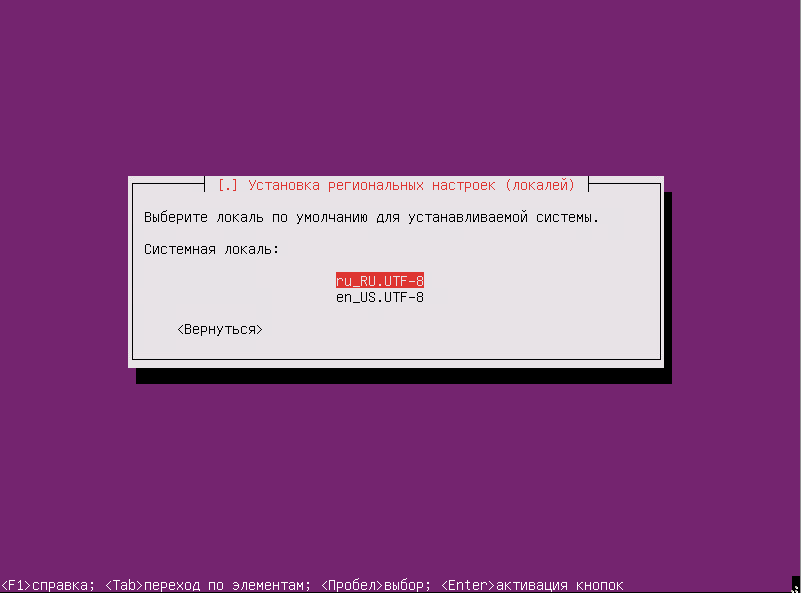 [.] Установка региональных настроек (локалей)
Выберите локаль по умолчанию для устанавливаемой системы.
Системная локаль:
ru_RU.UTF-8
en_US.UTF-8
<Вернуться>
<F1>справка; <Tab>переход по элементам; <Пробел>выбор; <Enter>активация кнопок